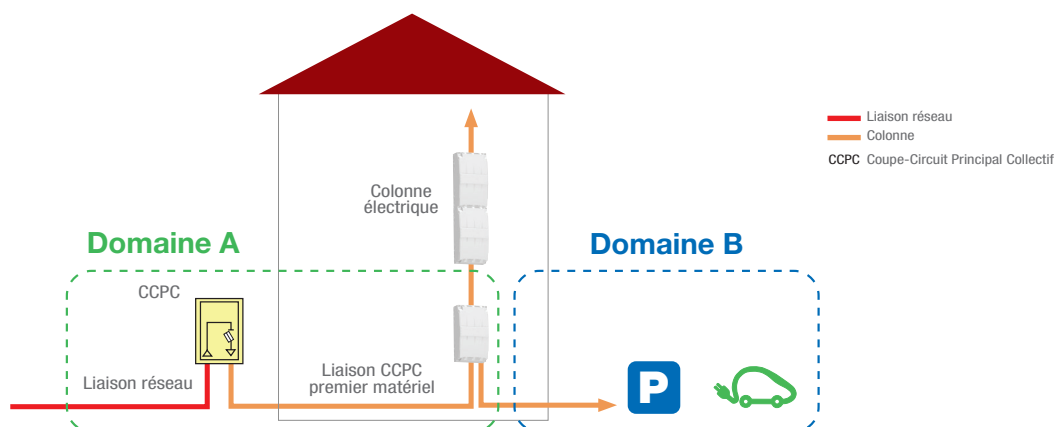 Liaison réseau
Colonne
CCPC Coupe-Circuit Principal Collectif
Colonne
électrique
Domaine A
Domaine B
CCPC
Liaison réseau
Liaison CCPC
premier matériel
P